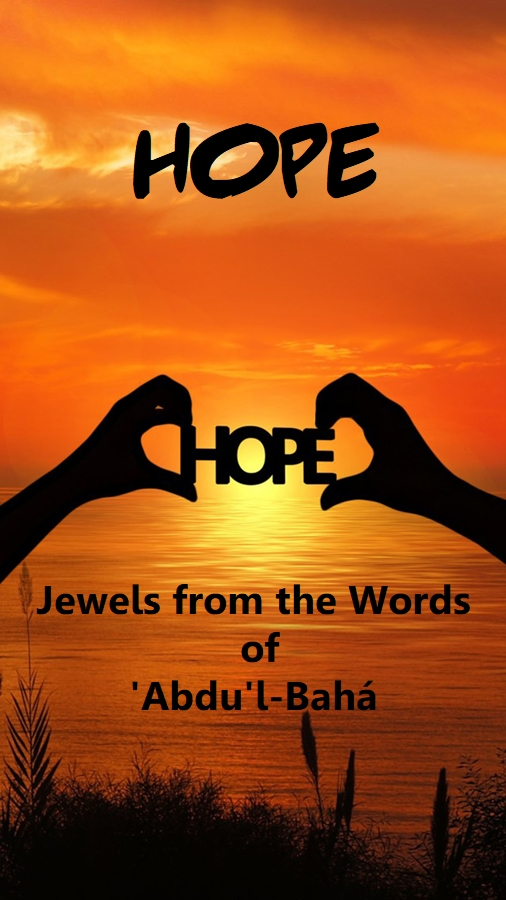 HOPE
HOPE
Jewels from the Words
of
'Abdu'l-Bahá